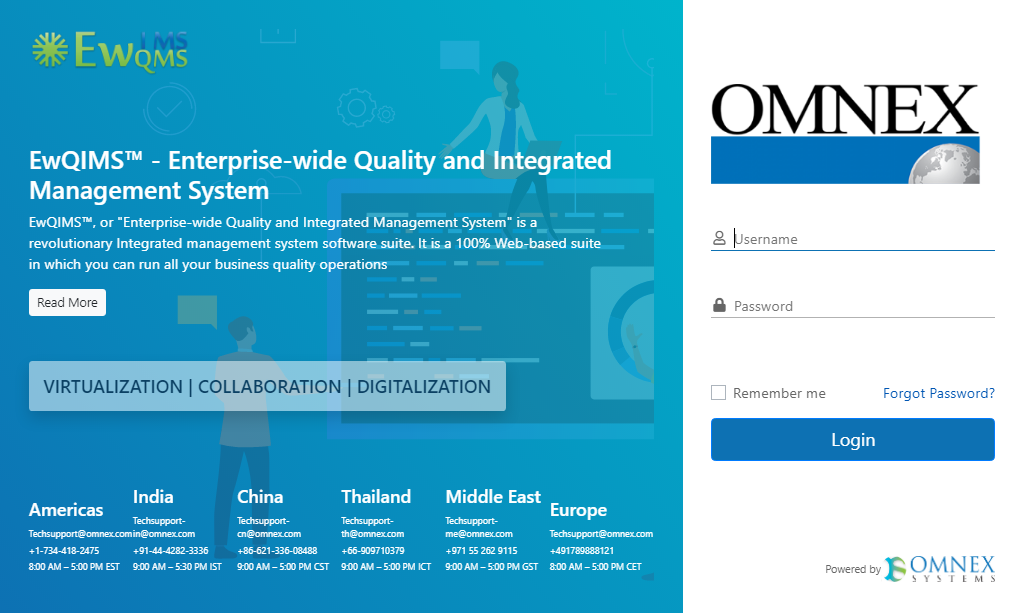 EwIMS
QMS
EwQIMS™ - Enterprise-wide Quality and Integrated
Management System
EwQIMS™, or "Enterprise-wide Quality and Integrated Management System" is a
revolutionary Integrated management system software suite. It is a 100% Web-based suite
in which you can run all your business quality operations
Read More
VIRTUALIZATION | COLLABORATION | DIGITALIZATION
Americas
Techsupport@omnex.com
+1-734-418-2475
8:00 AM – 5:00 PM EST
India
Techsupport-
in@omnex.com
+91-44-4282-3336
9:00 AM – 5:30 PM IST
China
Techsupport-
cn@omnex.com
+86-621-336-08488
9:00 AM – 5:00 PM CST
Thailand
Techsupport-
th@omnex.com
+66-909710379
9:00 AM – 5:00 PM ICT
Middle East
Techsupport-
me@omnex.com
+971 55 262 9115
9:00 AM – 5:00 PM GST
Europe
Techsupport@omnex.com
+491789888121
8:00 AM – 5:00 PM CET
OMNEX
Username
Password
Remember me
Forgot Password?
Login
Powered by
OMNEX
SYSTEMS